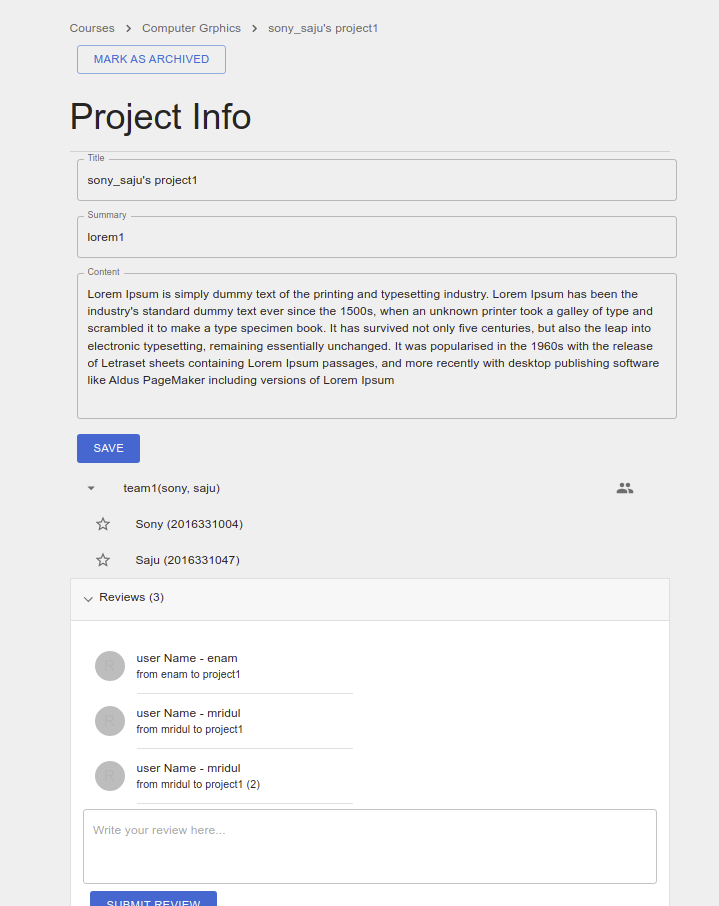 Courses > Computer Grphics > sony_saju's project1
MARK AS ARCHIVED
Project Info
Title
sony_saju's project1
Summary
lorem1
Content
Lorem Ipsum is simply dummy text of the printing and typesetting industry. Lorem Ipsum has been the
industry's standard dummy text ever since the 1500s, when an unknown printer took a galley of type and
scrambled it to make a type specimen book. It has survived not only five centuries, but also the leap into
electronic typesetting, remaining essentially unchanged. It was popularised in the 1960s with the release
of Letraset sheets containing Lorem Ipsum passages, and more recently with desktop publishing software
like Aldus PageMaker including versions of Lorem Ipsum
SAVE
team1(sony, saju)
Sony (2016331004)
Saju (2016331047)
Reviews (3)
R
user Name - enam
from enam to project1
R
user Name - mridul
from mridul to project1
R
user Name - mridul
from mridul to project1 (2)
Write your review here...
SUBMIT REVIEW